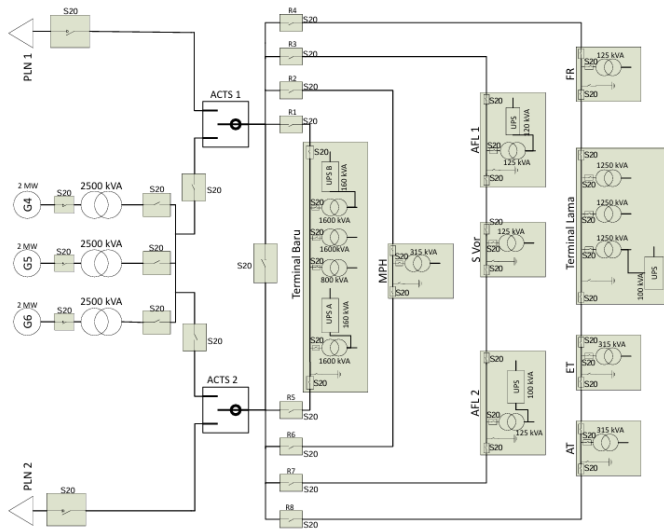 S20
PLN 1
ACTS 1
S20
2 MW
G4
S20
2500 kVA
S20
2 MW
G5
S20
2500 kVA
S20
2 MW
G6
S20
2500 kVA
S20
S20
ACTS 2
PLN 2
S20
S20
R4
S20
R3
S20
R2
S20
R1
S20
R5
S20
R6
S20
R7
S20
R8
S20
Terminal Baru
S20
UPS B
160 kVA
S20
1600 kVA
S20
1600kVA
S20
800 kVA
UPS A
160 kVA
S20
1600 kVA
S20
MPH
S20
315 kVA
S20
S20
AFL 1
S20
UPS
120 kVA
S20
125 kVA
S20
S Vor
S20
125 kVA
S20
S20
AFL 2
S20
UPS
100 kVA
S20
125 kVA
S20
FR
S20
125 kVA
S20
S20
Terminal Lama
S20
1250 kVA
S20
1250 kVA
S20
1250 kVA
S20
UPS
100 kVA
S20
ET
S20
315 kVA
S20
S20
AT
S20
315 kVA
S20
S20